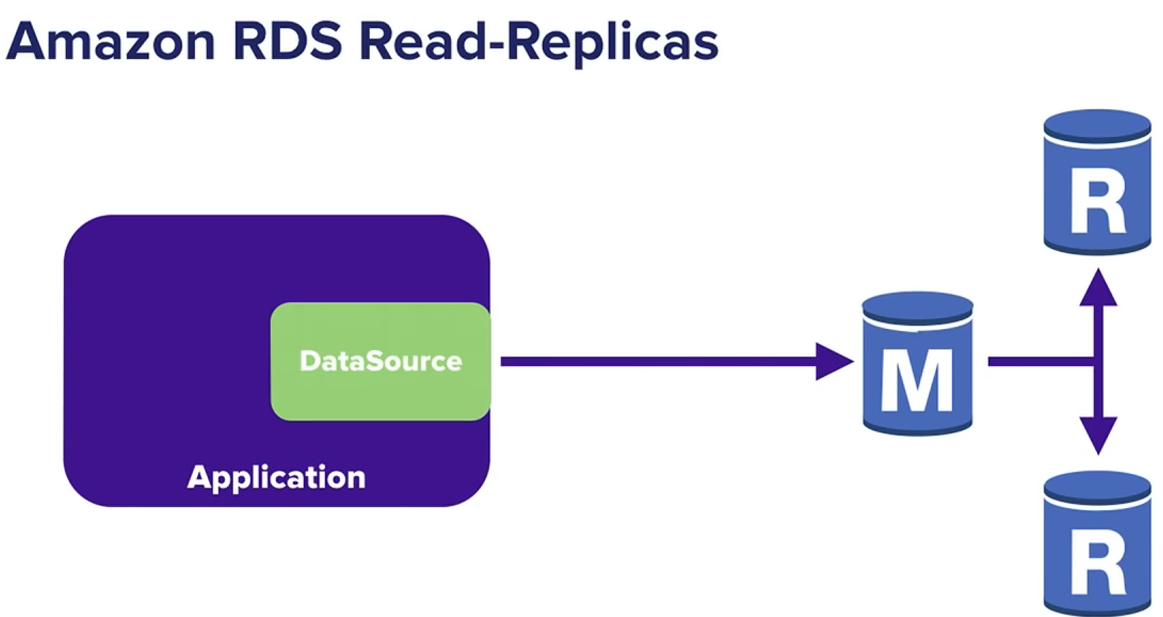 Amazon RDS Read-Replicas
R
DataSource
M
Application
R